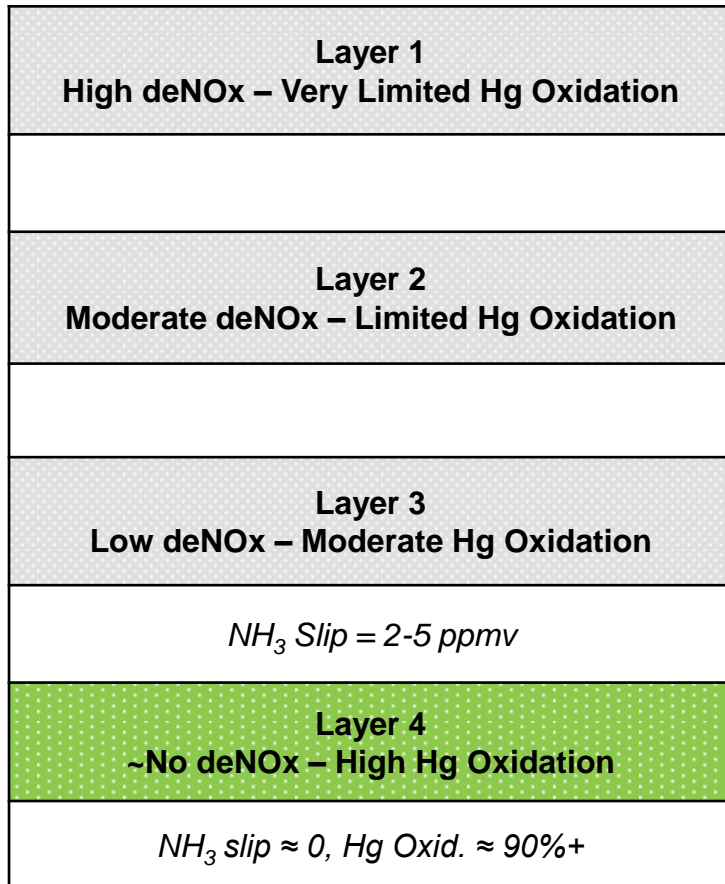 Layer 1
High deNOx – Very Limited Hg Oxidation
Layer 2
Moderate deNOx – Limited Hg Oxidation
Layer 3
Low deNOx – Moderate Hg Oxidation
NH₃ Slip = 2-5 ppmv
Layer 4
~No deNOx – High Hg Oxidation
NH₃ slip ≈ 0, Hg Oxid. ≈ 90%+